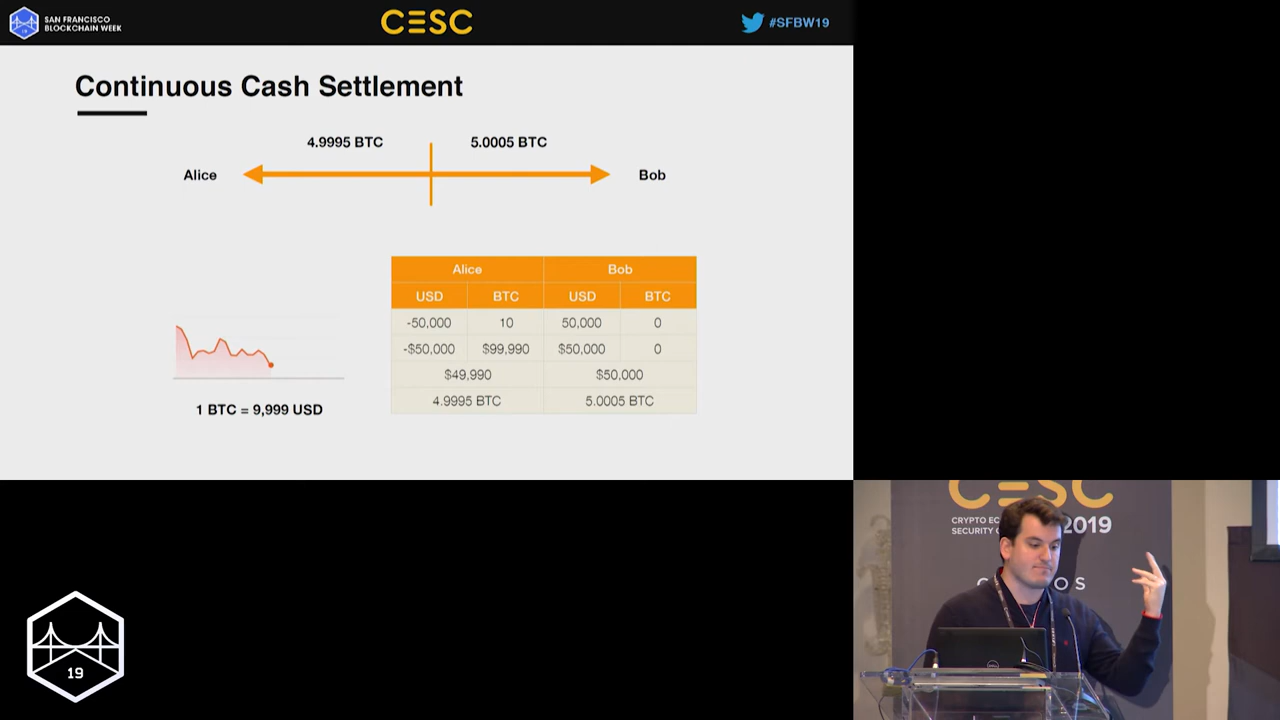 SAN FRANCISCO
BLOCKCHAIN WEEK
19
CESC
#SFBW19
Continuous Cash Settlement
4.9995 BTC 5.0005 BTC
Alice Bob
Alice Bob
USD BTC USD BTC
-50,000 10 50,000 0
-$50,000 $99,990 $50,000 0
$49,990 $50,000
4.9995 BTC 5.0005 BTC
1 BTC = 9,999 USD
CESC
2019
19